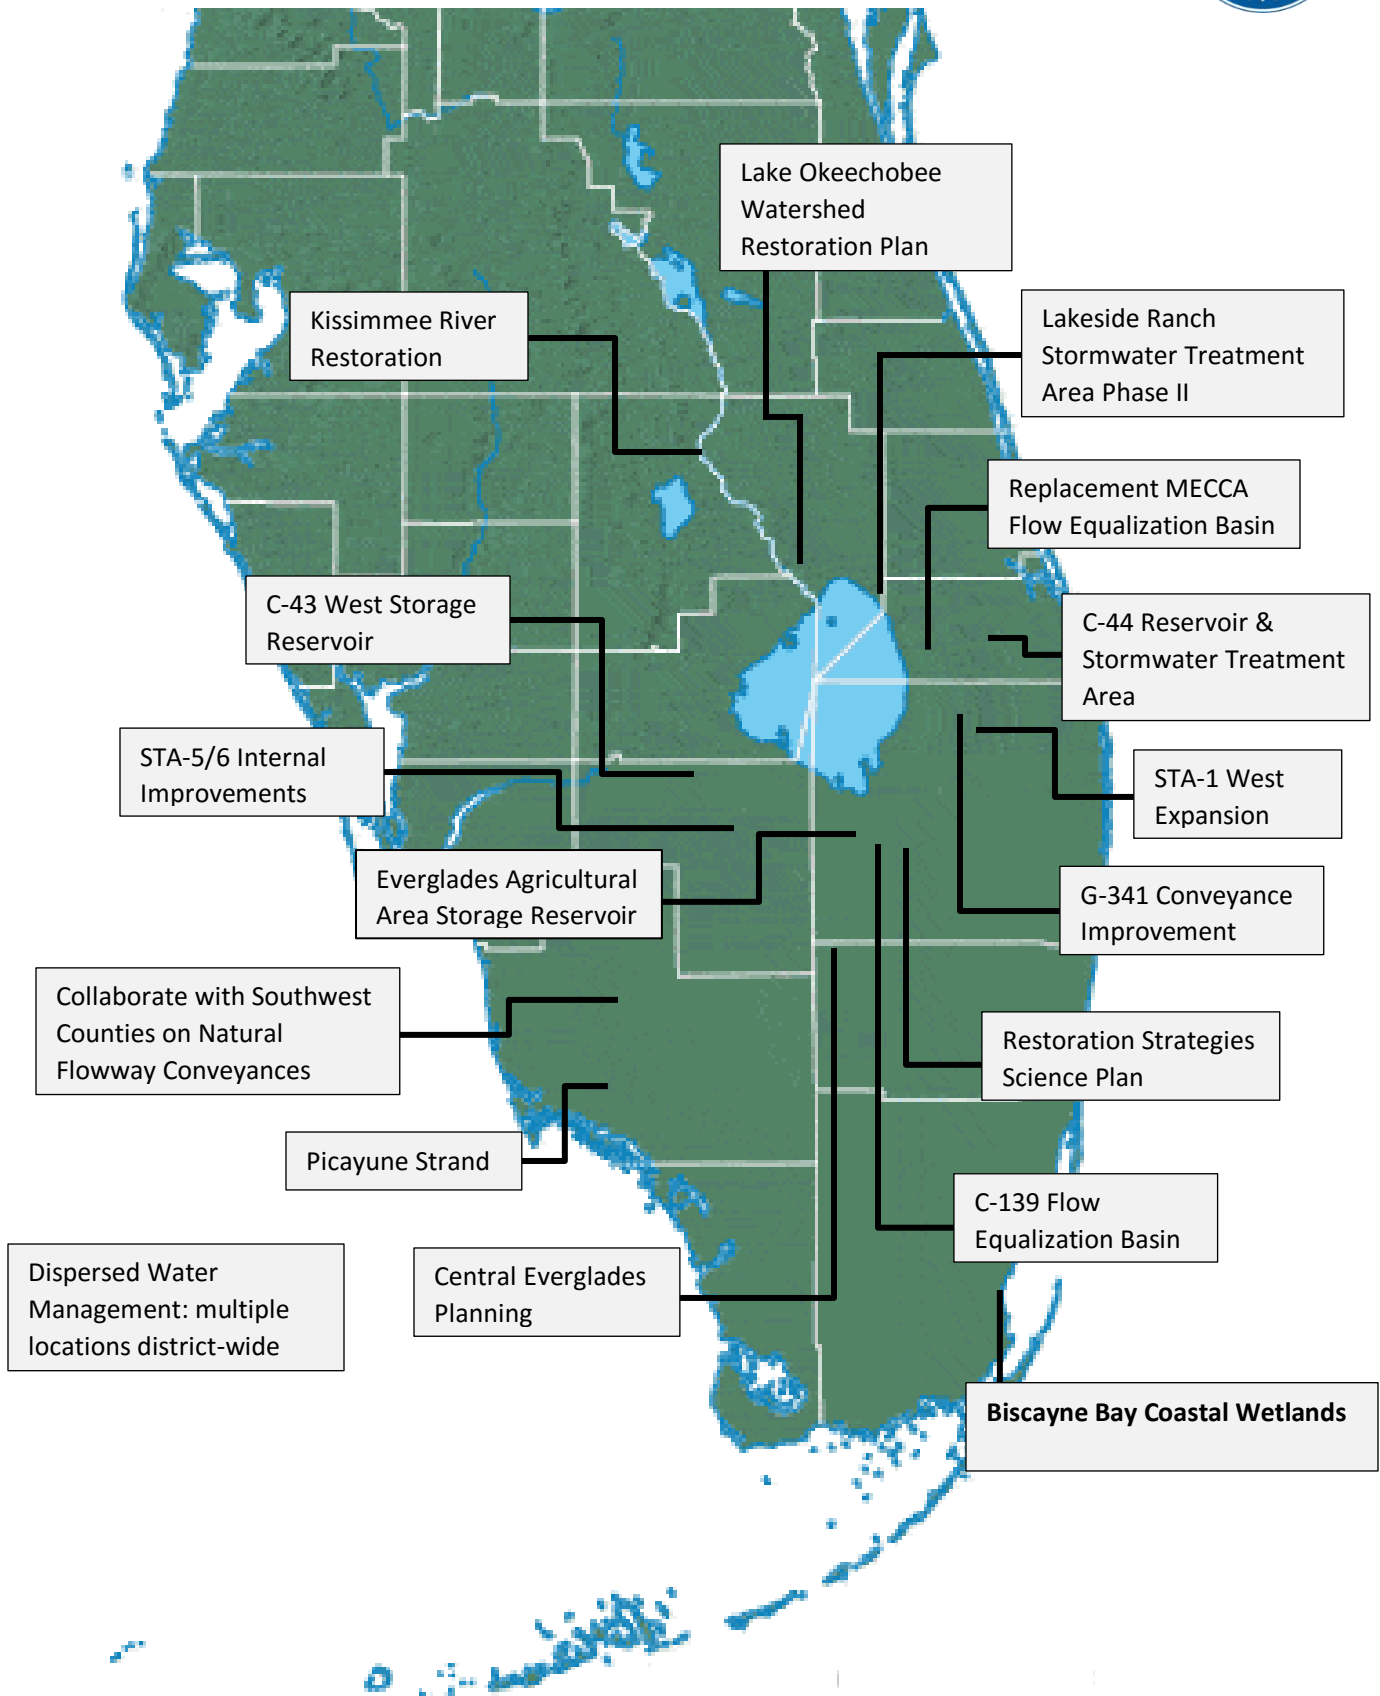 Lake Okeechobee
Watershed
Restoration Plan
Kissimmee River
Restoration
Lakeside Ranch
Stormwater Treatment
Area Phase II
Replacement MECCA
Flow Equalization Basin
C-43 West Storage
Reservoir
C-44 Reservoir &
Stormwater Treatment
Area
STA-5/6 Internal
Improvements
STA-1 West
Expansion
Everglades Agricultural
Area Storage Reservoir
G-341 Conveyance
Improvement
Collaborate with Southwest
Counties on Natural
Flowway Conveyances
Restoration Strategies
Science Plan
Picayune Strand
C-139 Flow
Equalization Basin
Dispersed Water
Management: multiple
locations district-wide
Central Everglades
Planning
Biscayne Bay Coastal Wetlands